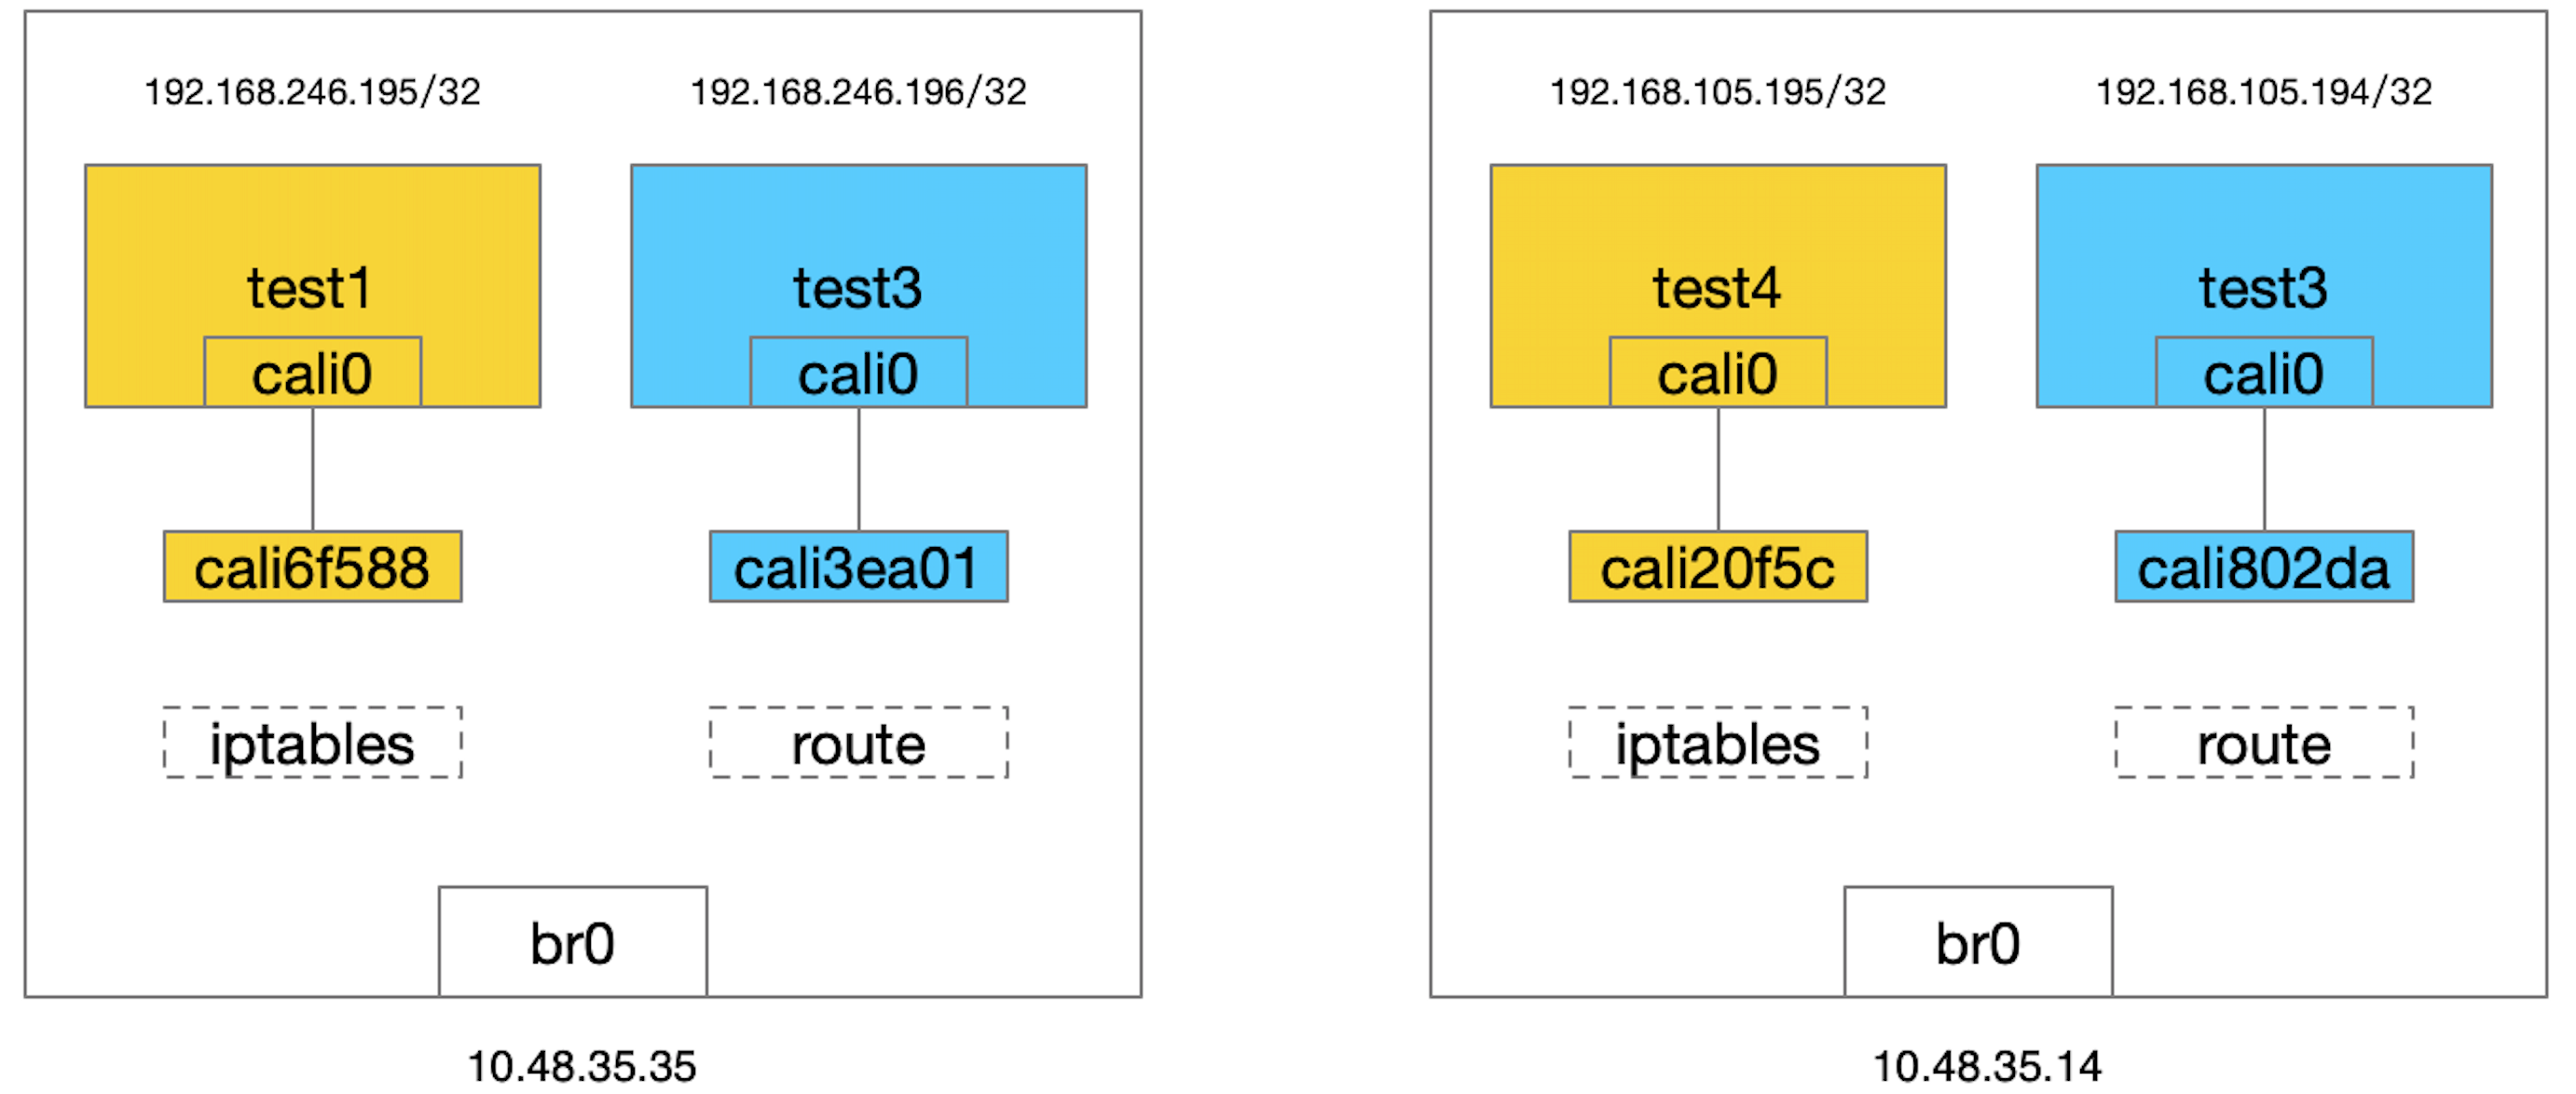 192.168.246.195/32
192.168.246.196/32
test1
cali0
test3
cali0
cali6f588
cali3ea01
iptables
route
br0
10.48.35.35
192.168.105.195/32
192.168.105.194/32
test4
cali0
test3
cali0
cali20f5c
cali802da
iptables
route
br0
10.48.35.14